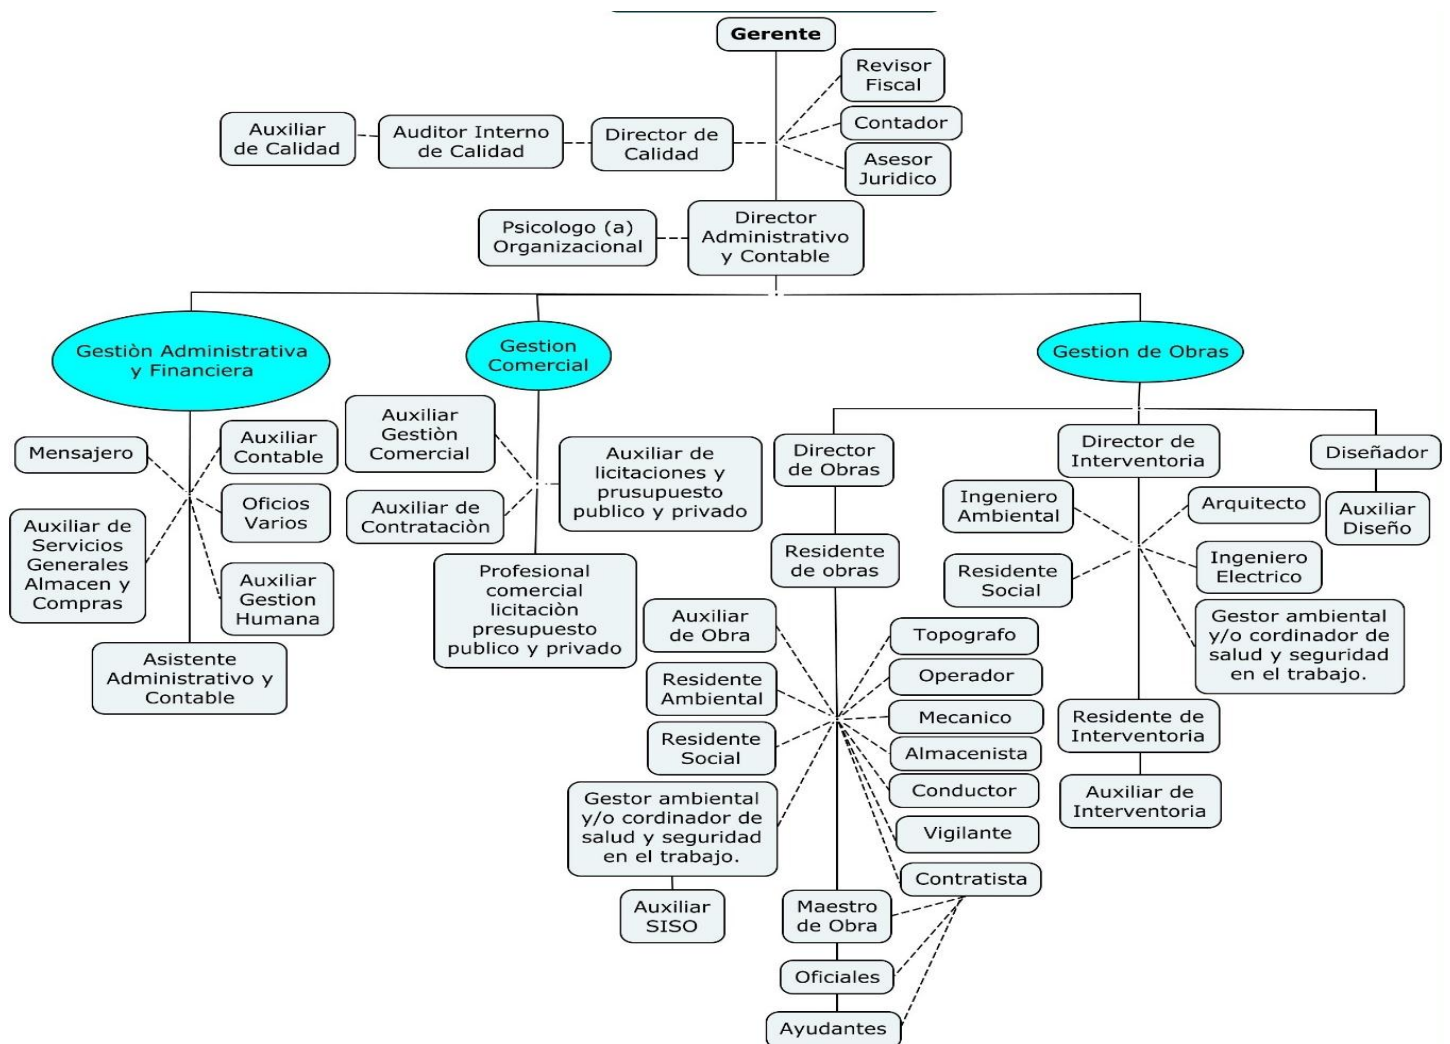 Gerente
Revisor
Fiscal
Contador
Asesor
Juridico
Auxiliar
de Calidad
Auditor Interno
de Calidad
Director de
Calidad
Psicologo (a)
Organizacional
Director
Administrativo
y Contable
Gestiòn Administrativa
y Financiera
Gestion
Comercial
Gestion de Obras
Mensajero
Auxiliar
Contable
Auxiliar de
Servicios
Generales
Almacen y
Compras
Oficios
Varios
Auxiliar
Gestion
Humana
Asistente
Administrativo y
Contable
Auxiliar
Gestiòn
Comercial
Auxiliar de
Contrataciòn
Auxiliar de
licitaciones y
prusupuesto
publico y privado
Profesional
comercial
licitaciòn
presupuesto
publico y privado
Director
de Obras
Residente
de obras
Auxiliar
de Obra
Residente
Ambiental
Residente
Social
Gestor ambiental
y/o cordinador de
salud y seguridad
en el trabajo.
Auxiliar
SISO
Topografo
Operador
Mecanico
Almacenista
Conductor
Vigilante
Contratista
Maestro
de Obra
Oficiales
Ayudantes
Director de
Interventoria
Ingeniero
Ambiental
Residente
Social
Arquitecto
Ingeniero
Electrico
Gestor ambiental
y/o cordinador de
salud y seguridad
en el trabajo.
Residente de
Interventoria
Auxiliar de
Interventoria
Diseñador
Auxiliar
Diseño